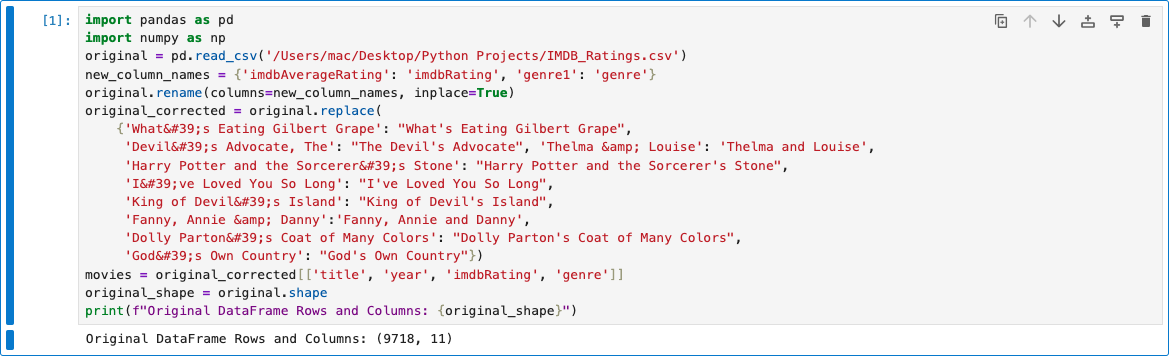 [1]: import pandas as pd
import numpy as np
original = pd.read_csv('/Users/mac/Desktop/Python Projects/IMDB_Ratings.csv')
new_column_names = {'imdbAverageRating': 'imdbRating', 'genre1': 'genre'}
original.rename(columns=new_column_names, inplace=True)
original_corrected = original.replace(
    {'What&#39;s Eating Gilbert Grape': "What's Eating Gilbert Grape",
     'Devil&#39;s Advocate, The': "The Devil's Advocate", 'Thelma &amp; Louise': 'Thelma and Louise',
     'Harry Potter and the Sorcerer&#39;s Stone': "Harry Potter and the Sorcerer's Stone",
     'I&#39;ve Loved You So Long': "I've Loved You So Long",
     'King of Devil&#39;s Island': "King of Devil's Island",
     'Fanny, Annie &amp; Danny':'Fanny, Annie and Danny',
     'Dolly Parton&#39;s Coat of Many Colors': "Dolly Parton's Coat of Many Colors",
     'God&#39;s Own Country': "God's Own Country"})
movies = original_corrected[['title', 'year', 'imdbRating', 'genre']]
original_shape = original.shape
print(f"Original DataFrame Rows and Columns: {original_shape}")
Original DataFrame Rows and Columns: (9718, 11)